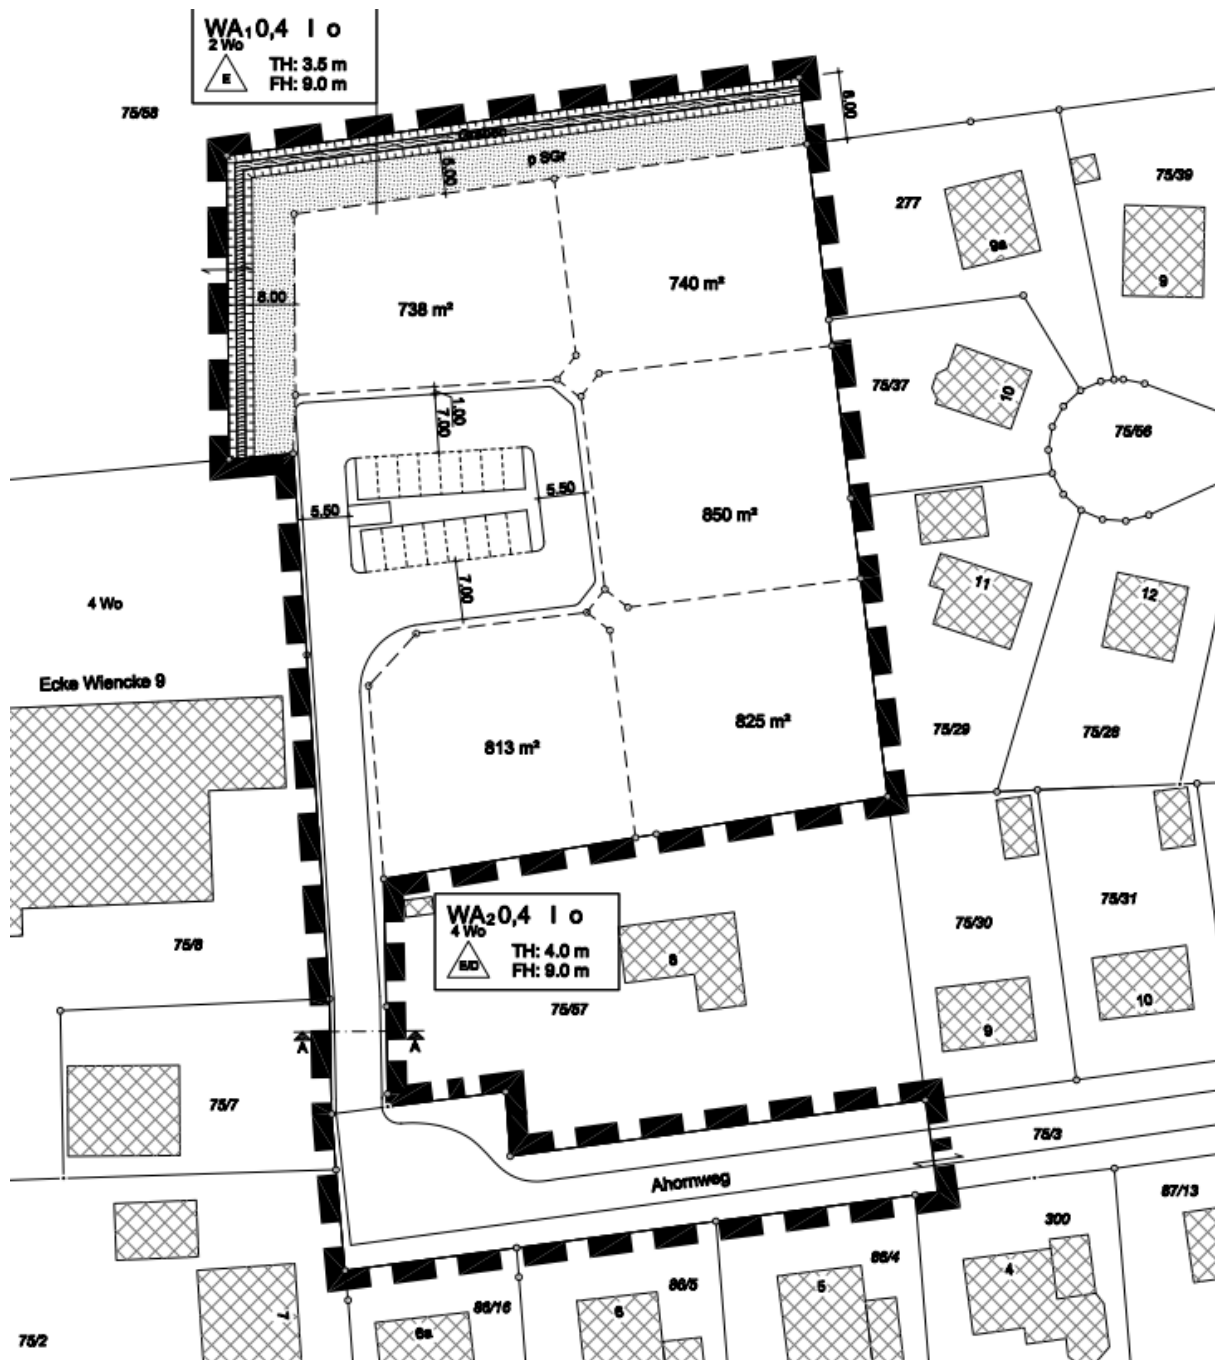 WA₁ 0,4 I o
2 Wo
E
TH: 3.5 m
FH: 9.0 m
75/58
6.00
p SGr
5.00
277
9a
75/39
9
738 m²
740 m²
8.00
75/37
10
75/56
1.00
7.00
5.50
5.50
850 m²
7.00
11
12
4 Wo
Ecke Wiencke 9
813 m²
825 m²
75/29
75/28
WA₂ 0,4 I o
4 Wo
E/D
TH: 4.0 m
FH: 9.0 m
8
75/57
75/6
75/30
75/31
9
10
A
A
75/7
75/3
Ahornweg
87/13
300
4
86/4
5
86/5
6
86/16
6a
7
75/2